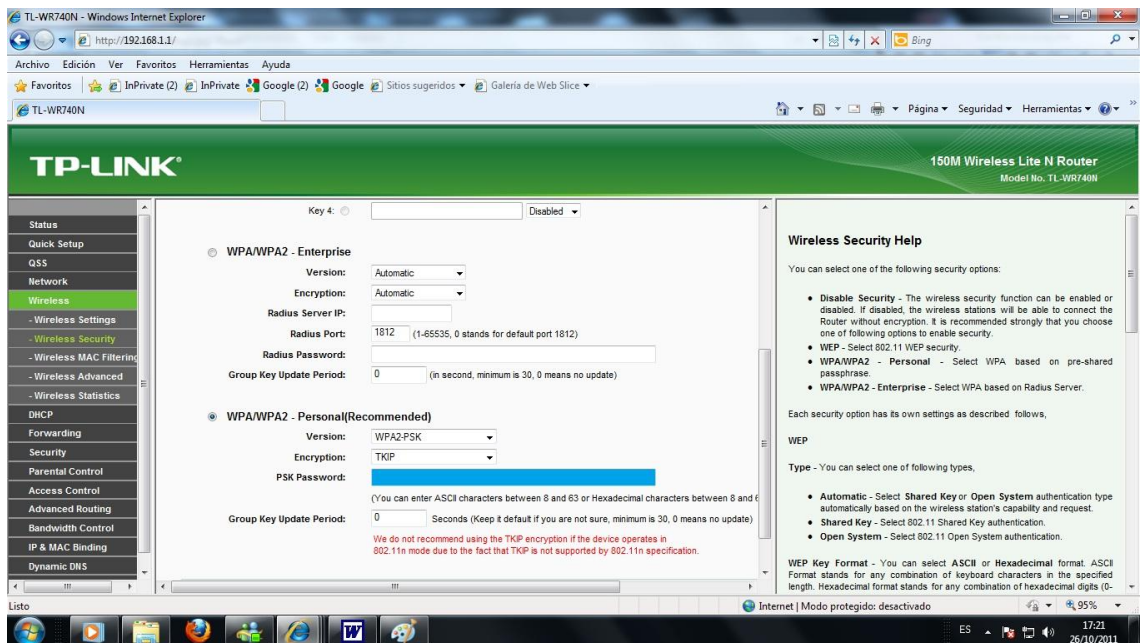 TL-WR740N - Windows Internet Explorer
http://192.168.1.1/
Bing
Archivo Edición Ver Favoritos Herramientas Ayuda
Favoritos InPrivate (2) InPrivate Google (2) Google Sitios sugeridos Galería de Web Slice
TL-WR740N
Página Seguridad Herramientas
TP-LINK®
150M Wireless Lite N Router
Model No. TL-WR740N
Status
Quick Setup
QSS
Network
Wireless
- Wireless Settings
- Wireless Security
- Wireless MAC Filtering
- Wireless Advanced
- Wireless Statistics
DHCP
Forwarding
Security
Parental Control
Access Control
Advanced Routing
Bandwidth Control
IP & MAC Binding
Dynamic DNS
Key 4: Disabled
WPA/WPA2 - Enterprise
Version: Automatic
Encryption: Automatic
Radius Server IP:
Radius Port: 1812 (1-65535, 0 stands for default port 1812)
Radius Password:
Group Key Update Period: 0 (in second, minimum is 30, 0 means no update)
WPA/WPA2 - Personal(Recommended)
Version: WPA2-PSK
Encryption: TKIP
PSK Password:
(You can enter ASCII characters between 8 and 63 or Hexadecimal characters between 8 and 6
Group Key Update Period: 0 Seconds (Keep it default if you are not sure, minimum is 30, 0 means no update)
We do not recommend using the TKIP encryption if the device operates in
802.11n mode due to the fact that TKIP is not supported by 802.11n specification.
Wireless Security Help
You can select one of the following security options:
• Disable Security - The wireless security function can be enabled or
disabled. If disabled, the wireless stations will be able to connect the
Router without encryption. It is recommended strongly that you choose
one of following options to enable security.
• WEP - Select 802.11 WEP security.
• WPA/WPA2 - Personal - Select WPA based on pre-shared
passphrase.
• WPA/WPA2 - Enterprise - Select WPA based on Radius Server.
Each security option has its own settings as described follows,
WEP
Type - You can select one of following types,
• Automatic - Select Shared Key or Open System authentication type
automatically based on the wireless station's capability and request.
• Shared Key - Select 802.11 Shared Key authentication.
• Open System - Select 802.11 Open System authentication.
WEP Key Format - You can select ASCII or Hexadecimal format. ASCII
Format stands for any combination of keyboard characters in the specified
length. Hexadecimal format stands for any combination of hexadecimal digits (0-
Listo
Internet | Modo protegido: desactivado
95%
ES
17:21
26/10/2011